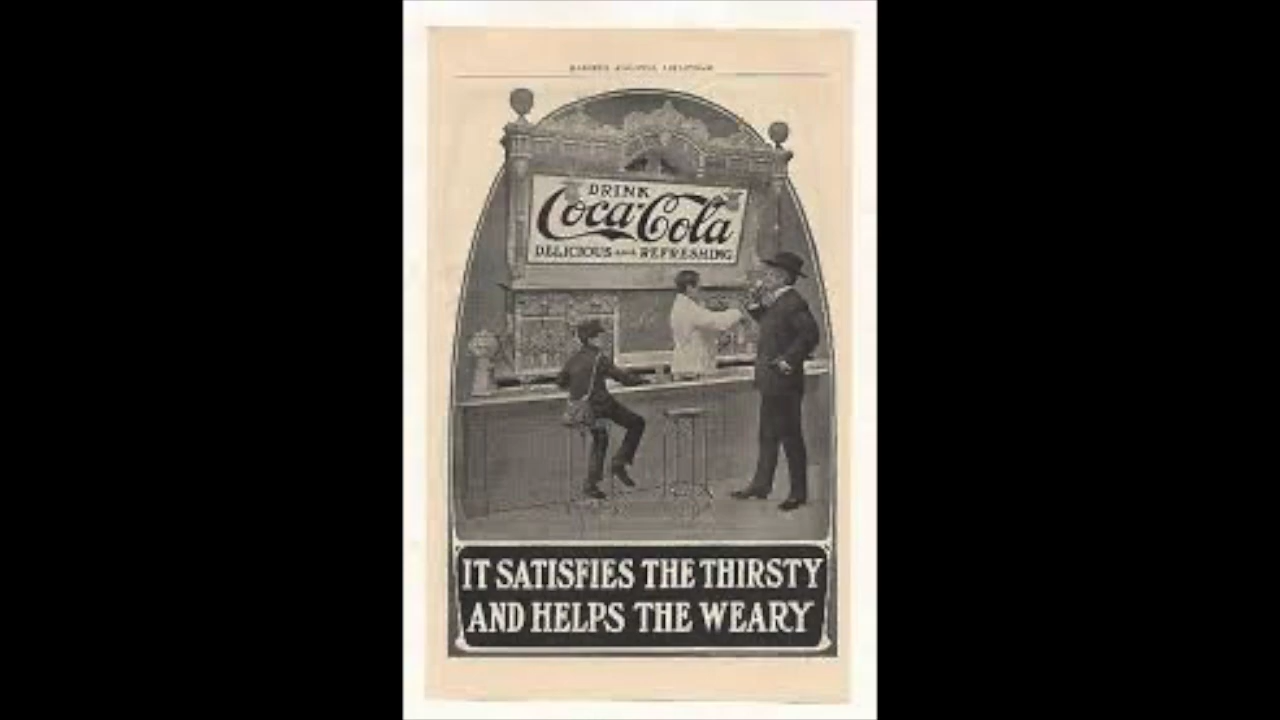 DRINK
Coca-Cola
DELICIOUS AND REFRESHING
IT SATISFIES THE THIRSTY
AND HELPS THE WEARY